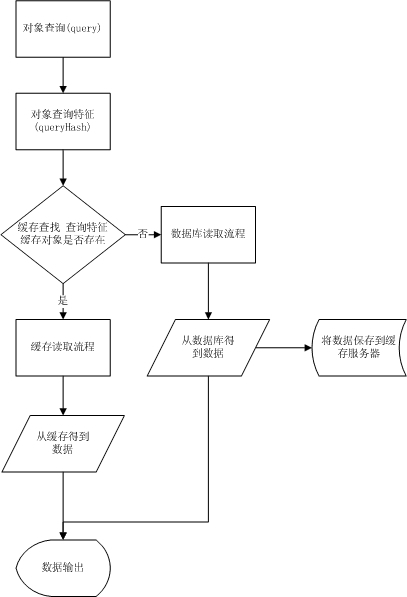 对象查询(query)
对象查询特征
(queryHash)
缓存查找 查询特征
缓存对象是否存在
否
数据库读取流程
是
缓存读取流程
从数据库得
到数据
将数据保存到缓
存服务器
从缓存得到
数据
数据输出